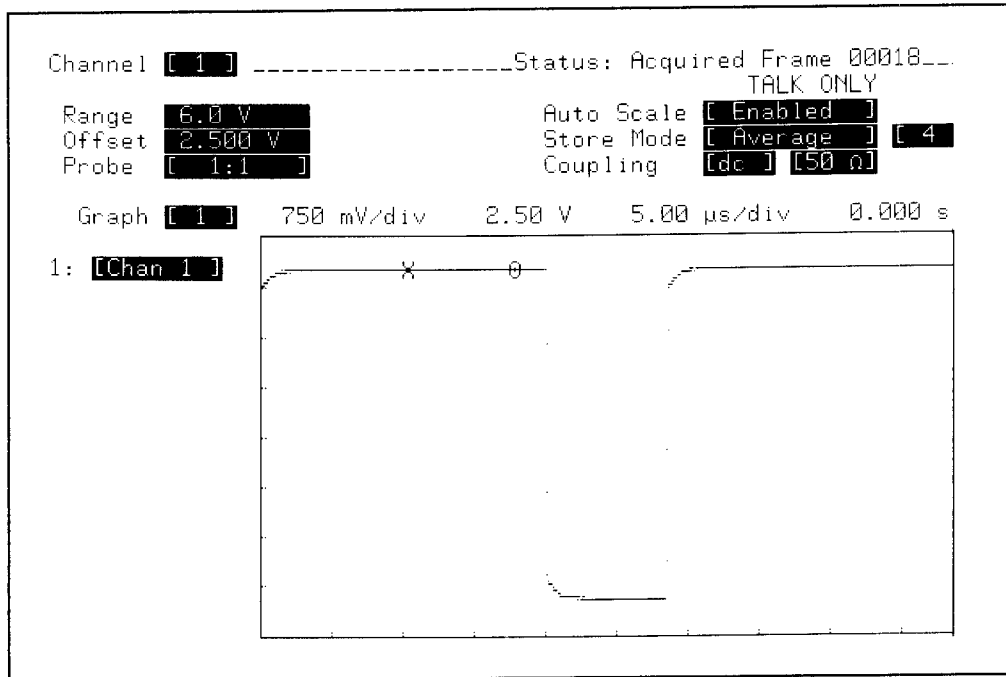 Channel [ 1 ] __________________Status: Acquired Frame 00018__.
TALK ONLY
Range 6.0 V Auto Scale [ Enabled ]
Offset 2.500 V Store Mode [ Average ] [ 4
Probe [ 1:1 ] Coupling [dc ] [50 Ω]
Graph [ 1 ] 750 mV/div 2.50 V 5.00 µs/div 0.000 s
1: [Chan 1 ]
X O